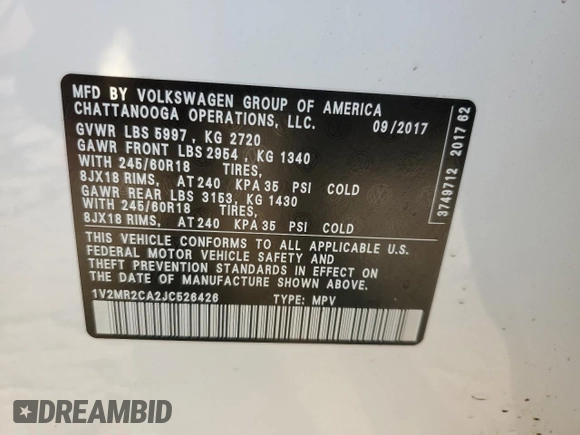 MFD BY VOLKSWAGEN GROUP OF AMERICA
CHATTANOOGA OPERATIONS, LLC. 09/2017
GVWR LBS 5997 , KG 2720
GAWR FRONT LBS 2954 , KG 1340
WITH 245/60R18 TIRES,
8JX18 RIMS, AT 240 KPA 35 PSI COLD
GAWR REAR LBS 3153, KG 1430
WITH 245/60R18 TIRES,
8JX18 RIMS, AT 240 KPA 35 PSI COLD
THIS VEHICLE CONFORMS TO ALL APPLICABLE U.S.
FEDERAL MOTOR VEHICLE SAFETY AND
THEFT PREVENTION STANDARDS IN EFFECT ON
THE DATE OF MANUFACTURE SHOWN ABOVE.
1V2MR2CA2JC526426 TYPE: MPV
3749712 2017 62
DREAMBID